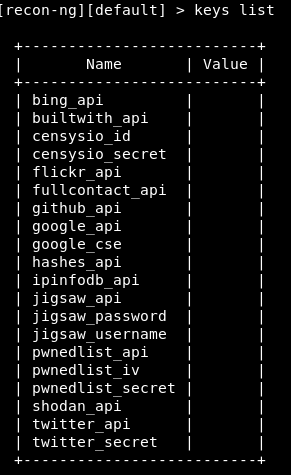 [recon-ng][default] > keys list
+---------------------------+
| Name | Value |
+---------------------------+
| bing_api | |
| builtwith_api | |
| censysio_id | |
| censysio_secret | |
| flickr_api | |
| fullcontact_api | |
| github_api | |
| google_api | |
| google_cse | |
| hashes_api | |
| ipinfodb_api | |
| jigsaw_api | |
| jigsaw_password | |
| jigsaw_username | |
| pwnedlist_api | |
| pwnedlist_iv | |
| pwnedlist_secret | |
| shodan_api | |
| twitter_api | |
| twitter_secret | |
+---------------------------+